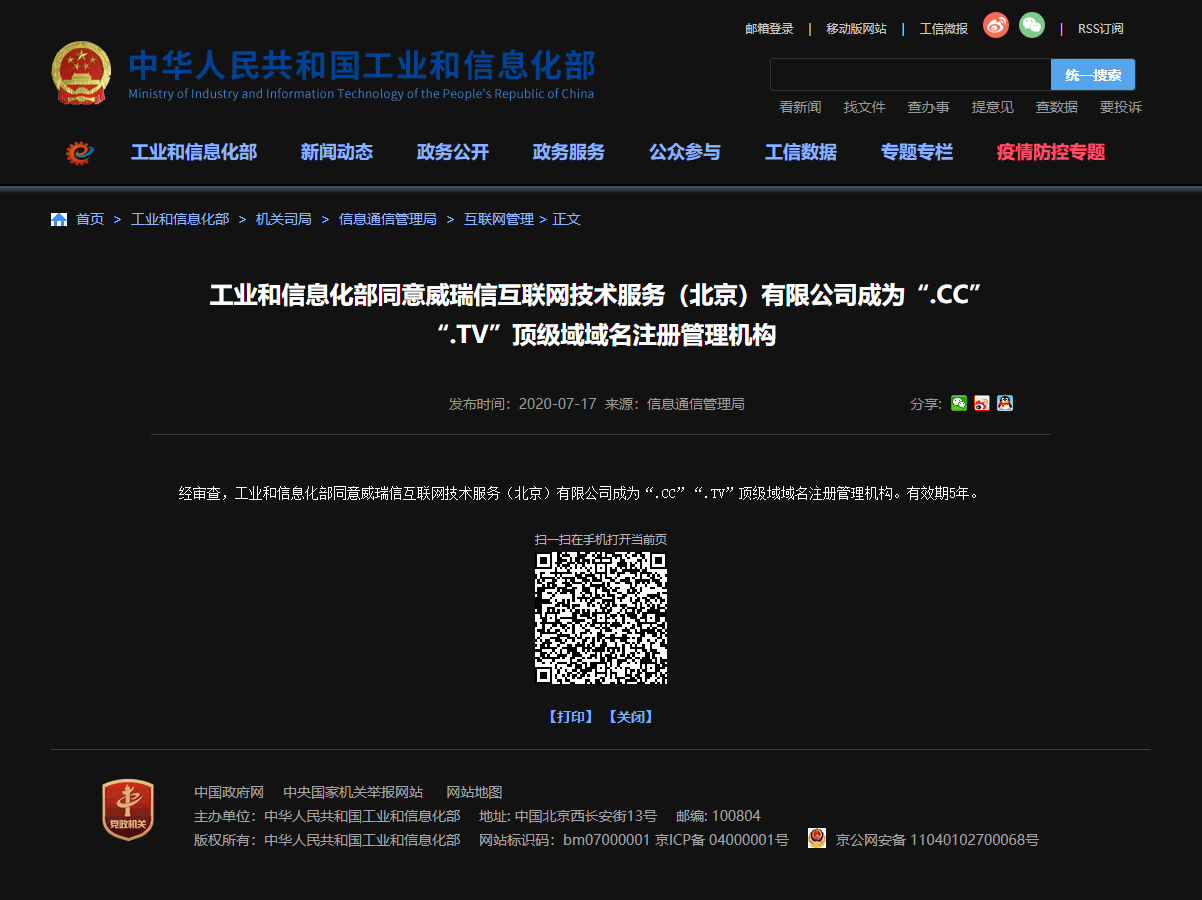 邮箱登录 | 移动版网站 | 工信微报 | RSS订阅
中华人民共和国工业和信息化部
Ministry of Industry and Information Technology of the People's Republic of China
统一搜索
看新闻 找文件 查办事 提意见 查数据 要投诉
工业和信息化部 新闻动态 政务公开 政务服务 公众参与 工信数据 专题专栏 疫情防控专题
首页 > 工业和信息化部 > 机关司局 > 信息通信管理局 > 互联网管理 > 正文
工业和信息化部同意威瑞信互联网技术服务（北京）有限公司成为“.CC”
“.TV”顶级域域名注册管理机构
发布时间：2020-07-17 来源：信息通信管理局
分享:
经审查，工业和信息化部同意威瑞信互联网技术服务（北京）有限公司成为“.CC”“.TV”顶级域域名注册管理机构。有效期5年。
扫一扫在手机打开当前页
【打印】 【关闭】
党政机关
中国政府网 中央国家机关举报网站 网站地图
主办单位：中华人民共和国工业和信息化部 地址: 中国北京西长安街13号 邮编: 100804
版权所有：中华人民共和国工业和信息化部 网站标识码：bm07000001 京ICP备 04000001号 京公网安备 11040102700068号